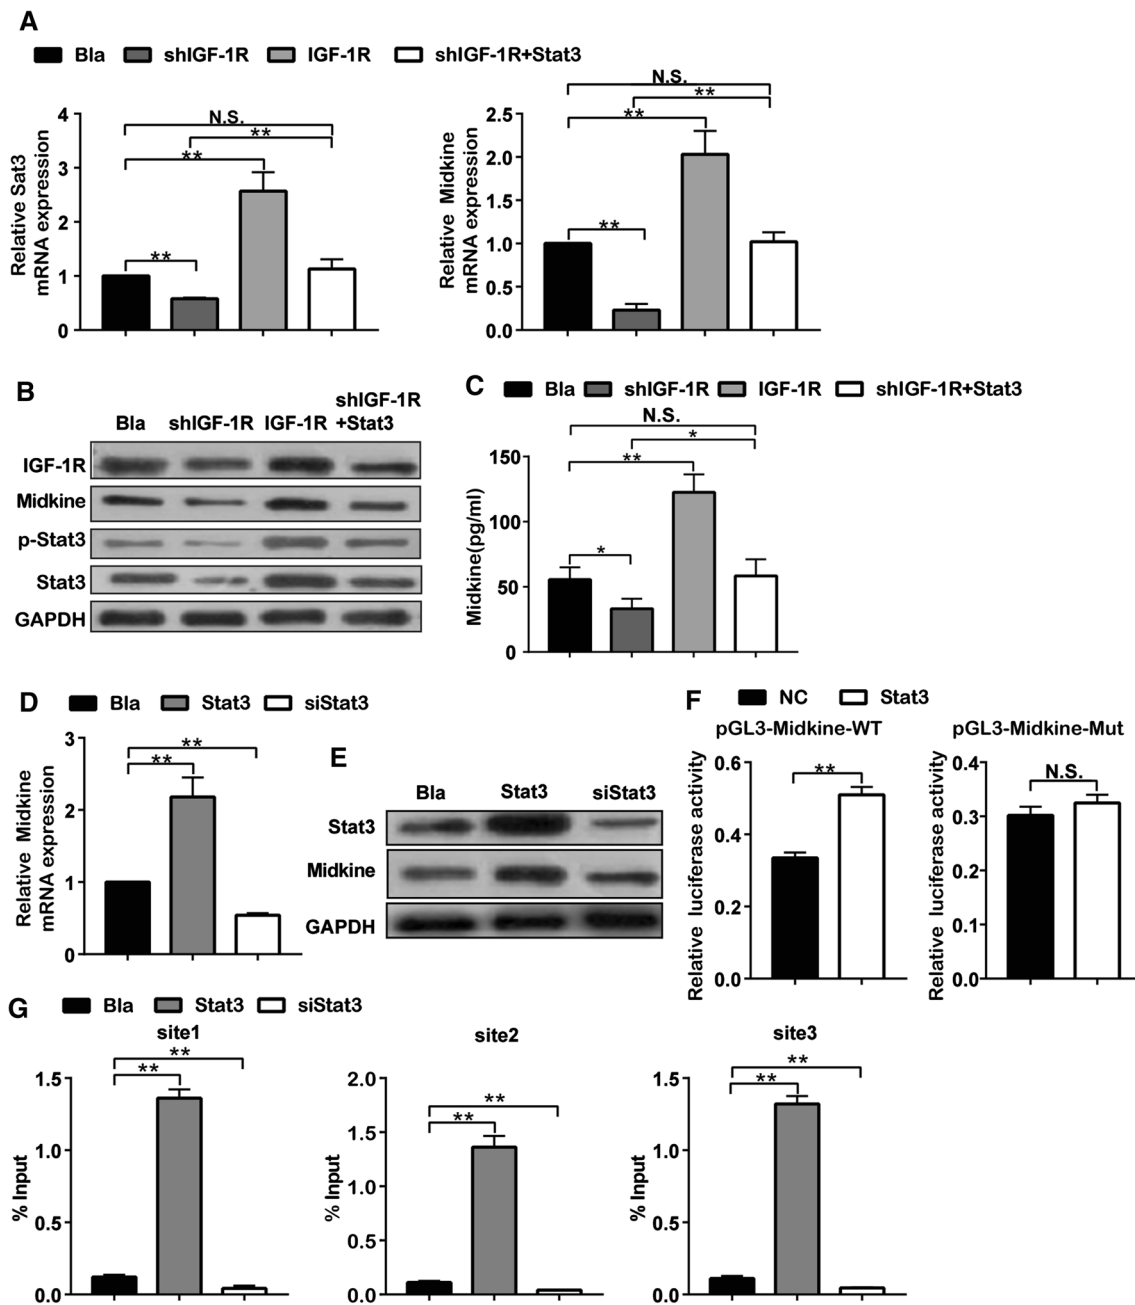 A
Bla shIGF-1R IGF-1R shIGF-1R+Stat3
Relative Sat3
mRNA expression
4
3
2
1
0
N.S.
**
**
**
Relative Midkine
mRNA expression
2.5
2.0
1.5
1.0
0.5
0.0
N.S.
**
**
**
B
Bla shIGF-1R IGF-1R shIGF-1R
+Stat3
IGF-1R
Midkine
p-Stat3
Stat3
GAPDH
C
Bla shIGF-1R IGF-1R shIGF-1R+Stat3
Midkine(pg/ml)
150
100
50
0
N.S.
*
**
*
D
Bla Stat3 siStat3
Relative Midkine
mRNA expression
3
2
1
0
**
**
E
Bla Stat3 siStat3
Stat3
Midkine
GAPDH
F
NC Stat3
pGL3-Midkine-WT
Relative luciferase activity
0.6
0.4
0.2
0.0
**
pGL3-Midkine-Mut
Relative luciferase activity
0.4
0.3
0.2
0.1
0.0
N.S.
G
Bla Stat3 siStat3
site1
% Input
1.5
1.0
0.5
0.0
**
**
site2
% Input
2.0
1.5
1.0
0.5
0.0
**
**
site3
% Input
1.5
1.0
0.5
0.0
**
**